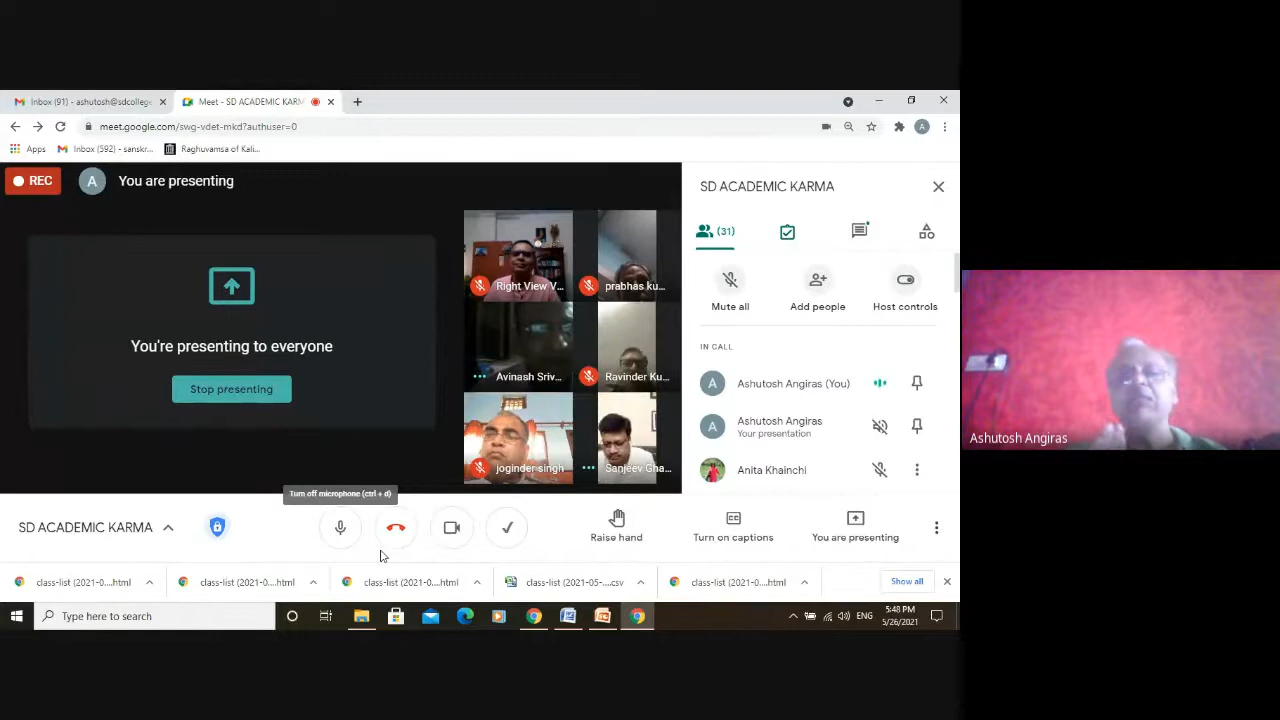 Inbox (91) - ashutosh@sdcolleg
Meet - SD ACADEMIC KARM
meet.google.com/swg-vdet-mkd?authuser=0
Apps
Inbox (592) - sanskr...
Raghuvamsa of Kali...
REC
A
You are presenting
You're presenting to everyone
Stop presenting
Right View V...
prabhas ku...
Avinash Sriv...
Ravinder Ku...
joginder singh
Sanjeev Gha...
SD ACADEMIC KARMA
(31)
Mute all
Add people
Host controls
IN CALL
A
Ashutosh Angiras (You)
A
Ashutosh Angiras
Your presentation
Anita Khainchi
Ashutosh Angiras
Turn off microphone (ctrl + d)
SD ACADEMIC KARMA
Raise hand
Turn on captions
You are presenting
class-list (2021-0....html
class-list (2021-0....html
class-list (2021-0....html
class-list (2021-05-....csv
class-list (2021-0....html
Show all
Type here to search
ENG
5:48 PM
5/26/2021